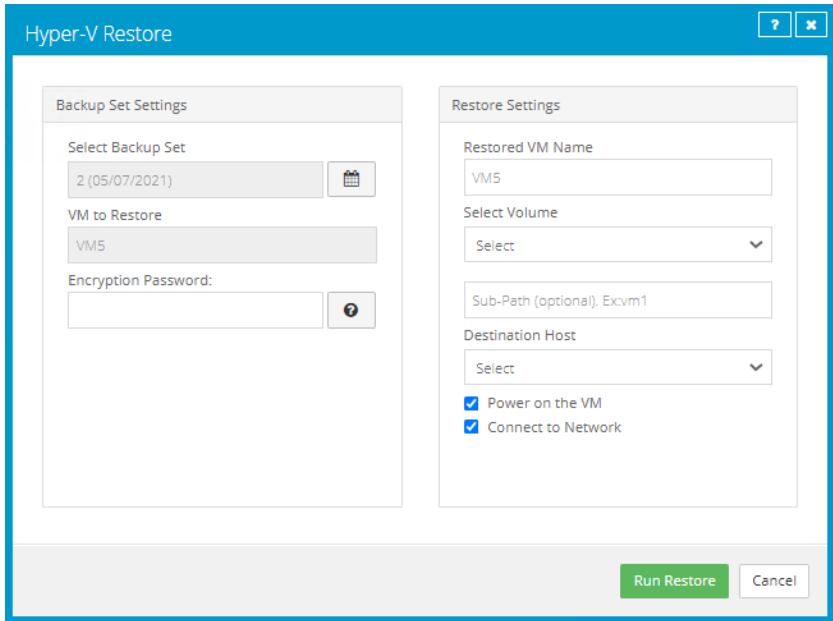 Hyper-V Restore
?
Backup Set Settings
Select Backup Set
2 (05/07/2021)
VM to Restore
VM5
Encryption Password:
?
Restore Settings
Restored VM Name
VM5
Select Volume
Select
Sub-Path (optional). Ex:vm1
Destination Host
Select
Power on the VM
Connect to Network
Run Restore
Cancel